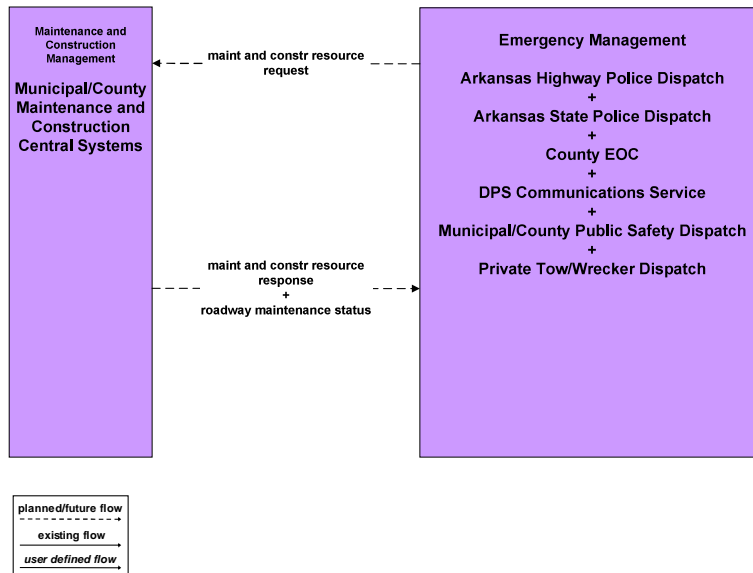 Maintenance and
Construction
Management
Municipal/County
Maintenance and
Construction
Central Systems
maint and constr resource
request
Emergency Management
Arkansas Highway Police Dispatch
+
Arkansas State Police Dispatch
+
County EOC
+
DPS Communications Service
+
Municipal/County Public Safety Dispatch
+
Private Tow/Wrecker Dispatch
maint and constr resource
response
+
roadway maintenance status
planned/future flow
existing flow
user defined flow